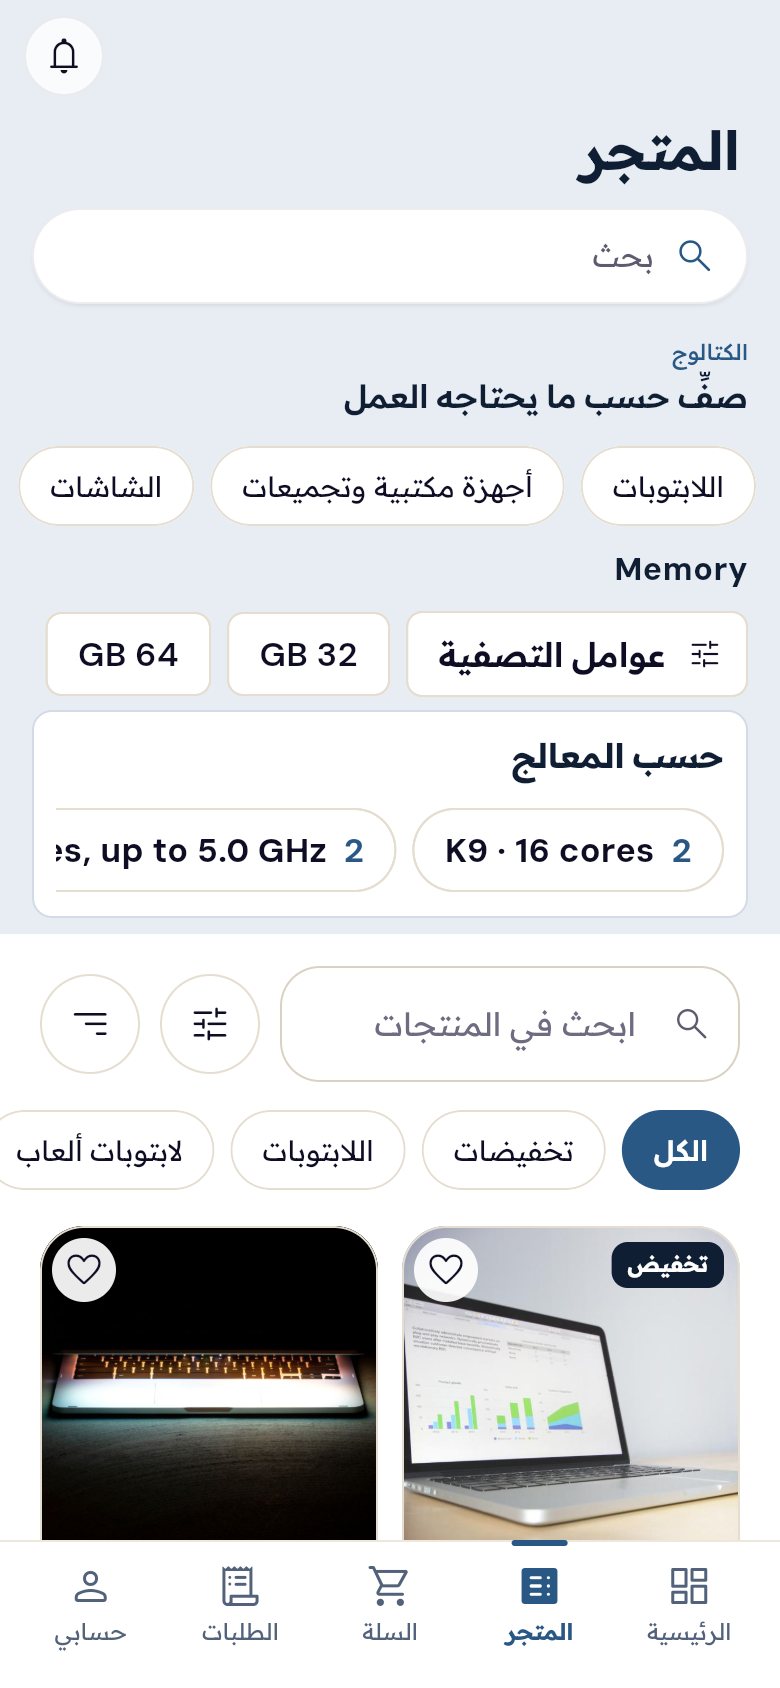 المتجر
بحث
الكتالوج
صفِّ حسب ما يحتاجه العمل
اللابتوبات
أجهزة مكتبية وتجميعات
الشاشات
Memory
عوامل التصفية
GB 32
GB 64
حسب المعالج
K9 · 16 cores 2
es, up to 5.0 GHz 2
ابحث في المنتجات
الكل
تخفيضات
اللابتوبات
لابتوبات ألعاب
تخفيض
الرئيسية
المتجر
السلة
الطلبات
حسابي